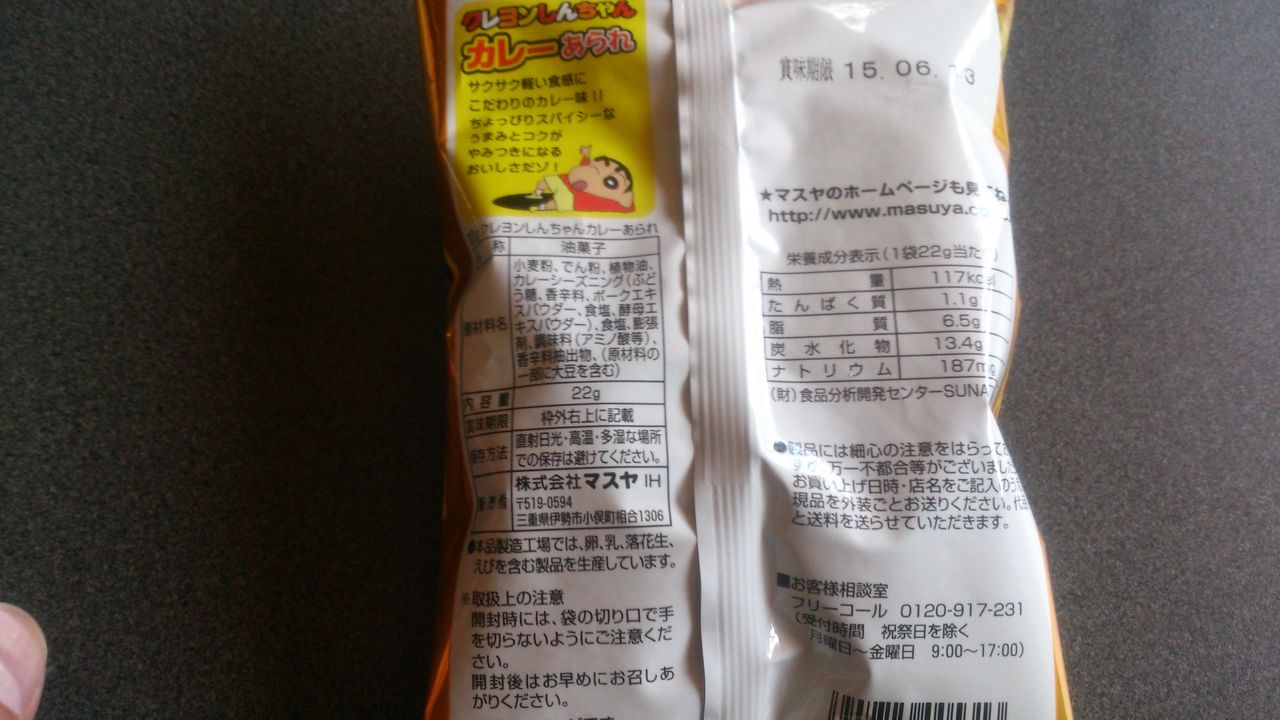 クレヨンしんちゃん
カレーあられ
サクサク軽い食感に
こだわりのカレー味!!
ちょっぴりスパイシーな
うまみとコクが
やみつきになる
おいしさだゾ!
クレヨンしんちゃんカレーあられ
称 油菓子
原材料名 小麦粉、でん粉、植物油、
カレーシーズニング(ぶど
う糖、香辛料、ポークエキ
スパウダー、食塩、酵母エ
キスパウダー)、食塩、膨張
剤、調味料(アミノ酸等)、
香辛料抽出物、(原材料の
一部に大豆を含む)
内容量 22g
賞味期限 枠外右上に記載
保存方法 直射日光・高温・多湿な場所
での保存は避けてください。
株式会社マスヤ IH
〒519-0594
三重県伊勢市小俣町相合1306
●本品製造工場では、卵、乳、落花生、
えびを含む製品を生産しています。
※取扱上の注意
開封時には、袋の切り口で手
を切らないようにご注意くだ
さい。
開封後はお早めにお召しあ
がりください。
賞味期限 15.06.13
★マスヤのホームページも見てね
http://www.masuya.co
栄養成分表示(1袋22g当たり)
熱量 117kcal
たんぱく質 1.1g
脂質 6.5g
炭水化物 13.4g
ナトリウム 187mg
(財)食品分析開発センターSUNA
●製品には細心の注意をはらって
万一不都合等がございました
お買い上げ日時・店名をご記入のう
現品を外装ごとお送りください。代
と送料を送らせていただきます。
■お客様相談室
フリーコール 0120-917-231
(受付時間 祝祭日を除く
月曜日〜金曜日 9:00〜17:00)